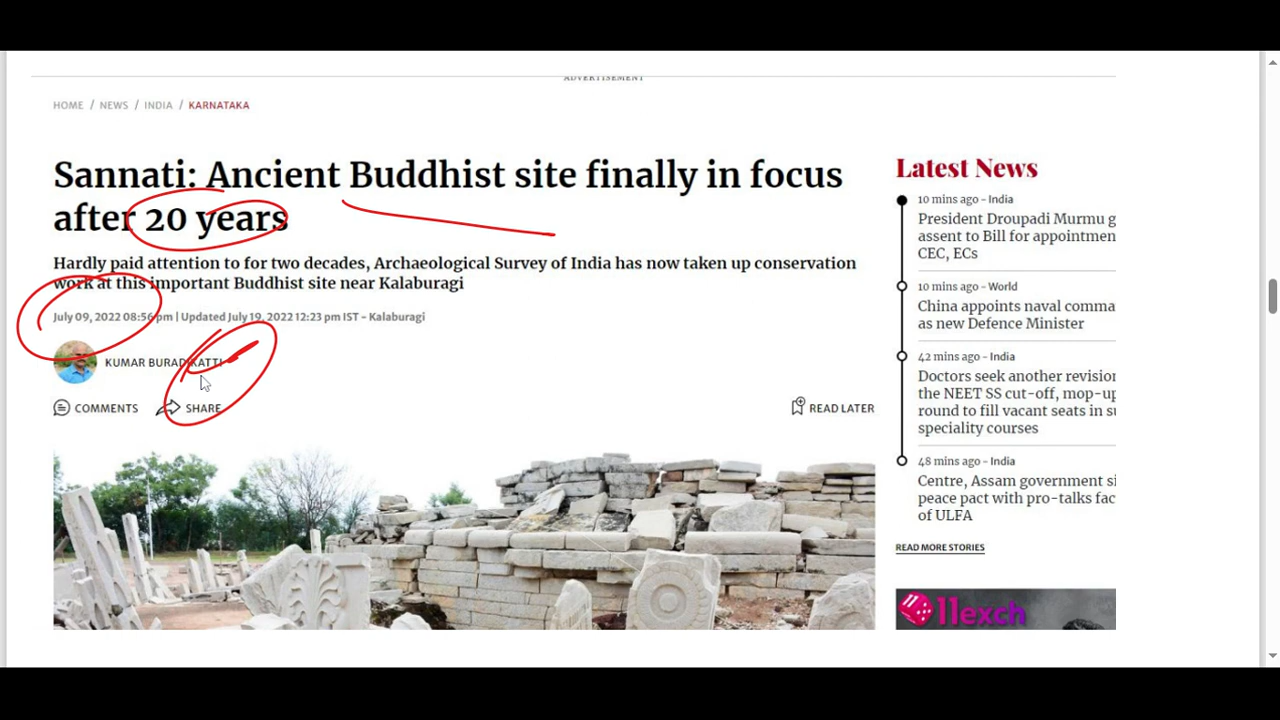 ADVERTISEMENT
HOME / NEWS / INDIA / KARNATAKA
Sannati: Ancient Buddhist site finally in focus
after 20 years
Hardly paid attention to for two decades, Archaeological Survey of India has now taken up conservation
work at this important Buddhist site near Kalaburagi
July 09, 2022 08:56 pm | Updated July 19, 2022 12:23 pm IST - Kalaburagi
KUMAR BURADIKATTI
COMMENTS
SHARE
READ LATER
Latest News
10 mins ago - India
President Droupadi Murmu g
assent to Bill for appointmen
CEC, ECs
10 mins ago - World
China appoints naval comma
as new Defence Minister
42 mins ago - India
Doctors seek another revision
the NEET SS cut-off, mop-up
round to fill vacant seats in su
speciality courses
48 mins ago - India
Centre, Assam government si
peace pact with pro-talks fac
of ULFA
READ MORE STORIES
11exch